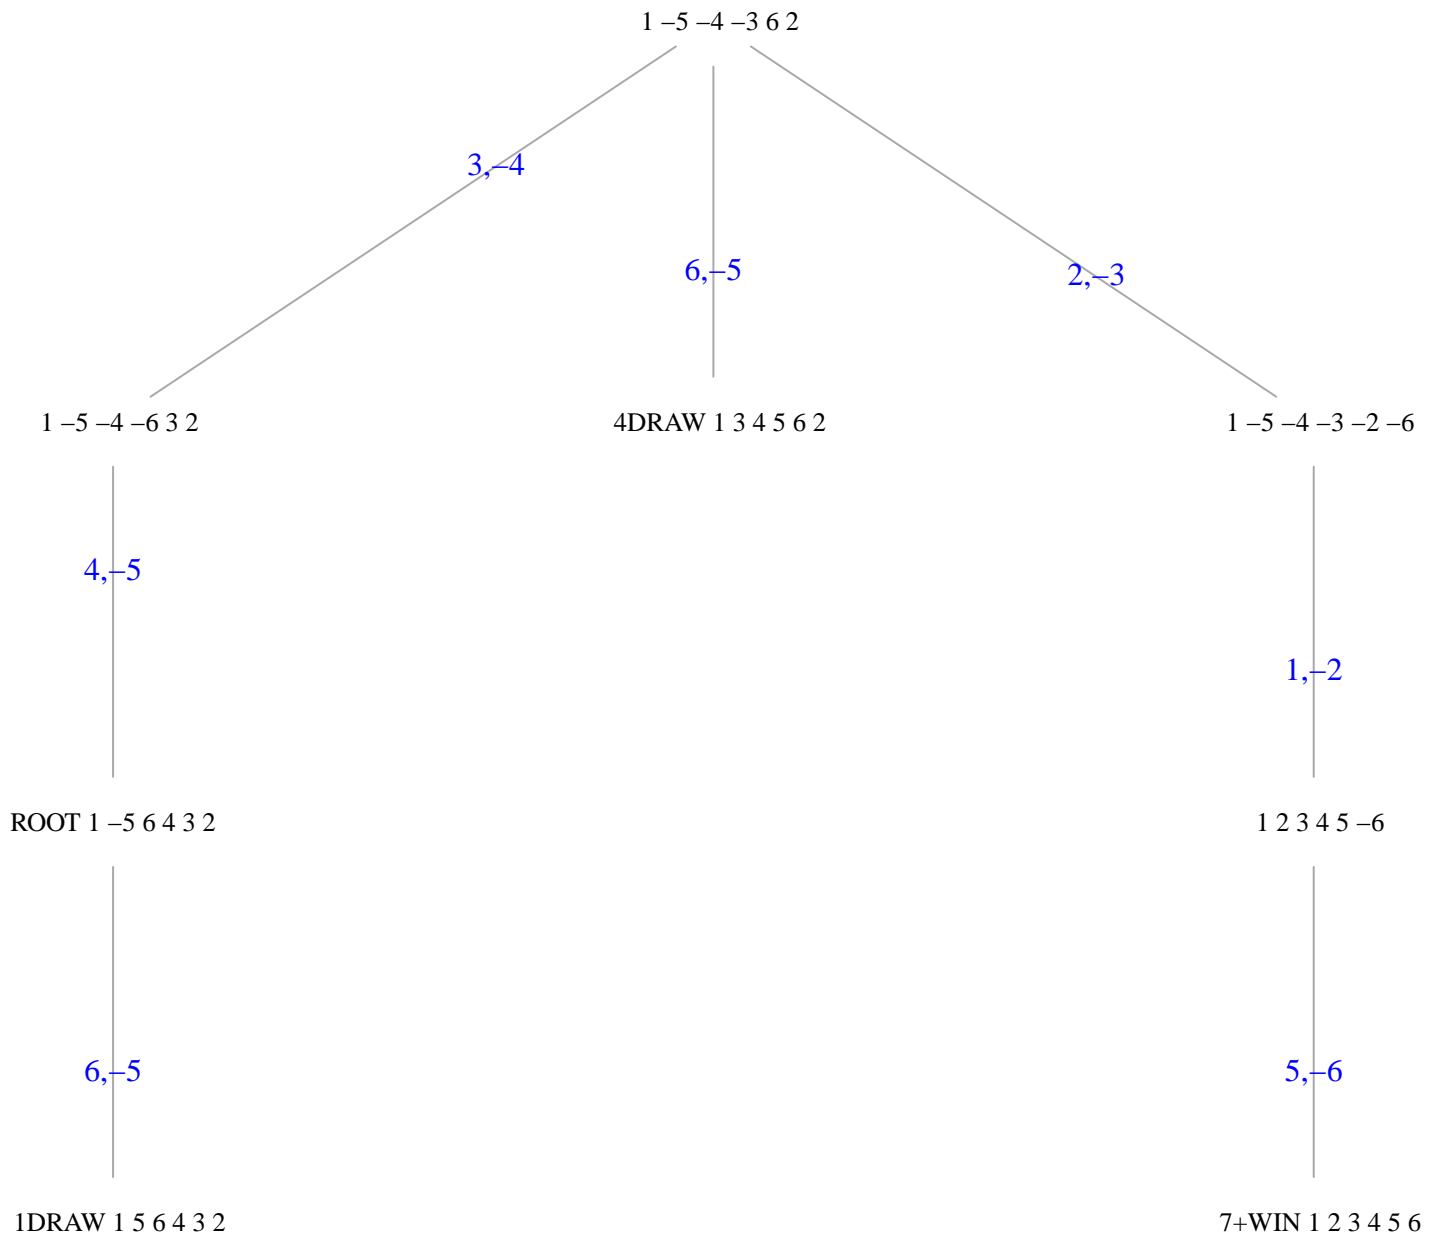 1 –5 –4 –3 6 2
3,–4
6,–5
2,–3
1 –5 –4 –6 3 2
4DRAW 1 3 4 5 6 2
1 –5 –4 –3 –2 –6
4,–5
1,–2
ROOT 1 –5 6 4 3 2
1 2 3 4 5 –6
6,–5
5,–6
1DRAW 1 5 6 4 3 2
7+WIN 1 2 3 4 5 6